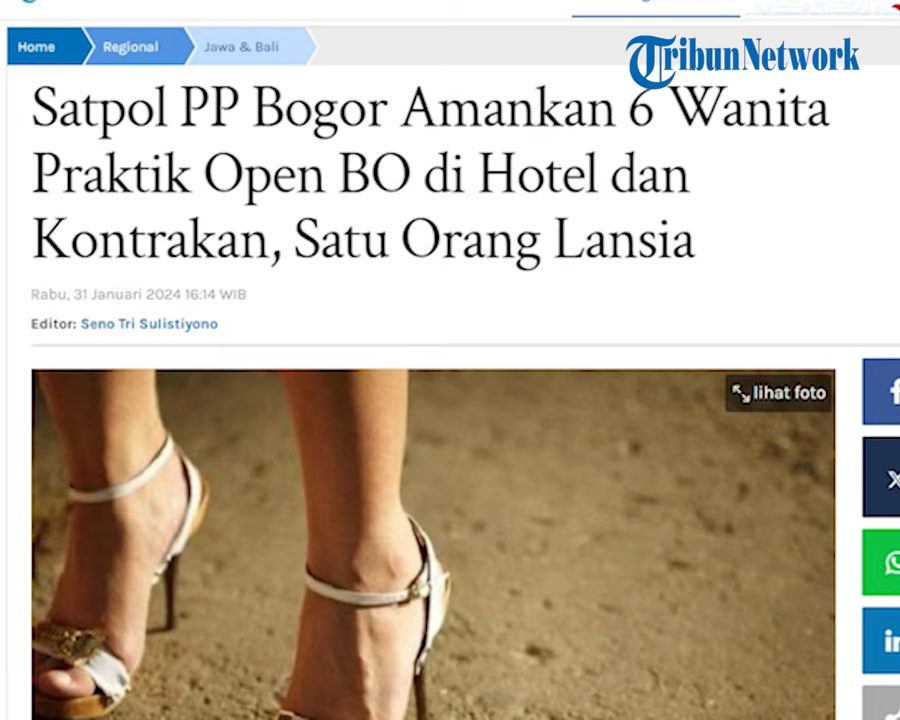 Home Regional Jawa & Bali
TribunNetwork
Satpol PP Bogor Amankan 6 Wanita
Praktik Open BO di Hotel dan
Kontrakan, Satu Orang Lansia
Rabu, 31 Januari 2024 16:14 WIB
Editor: Seno Tri Sulistiyono
lihat foto